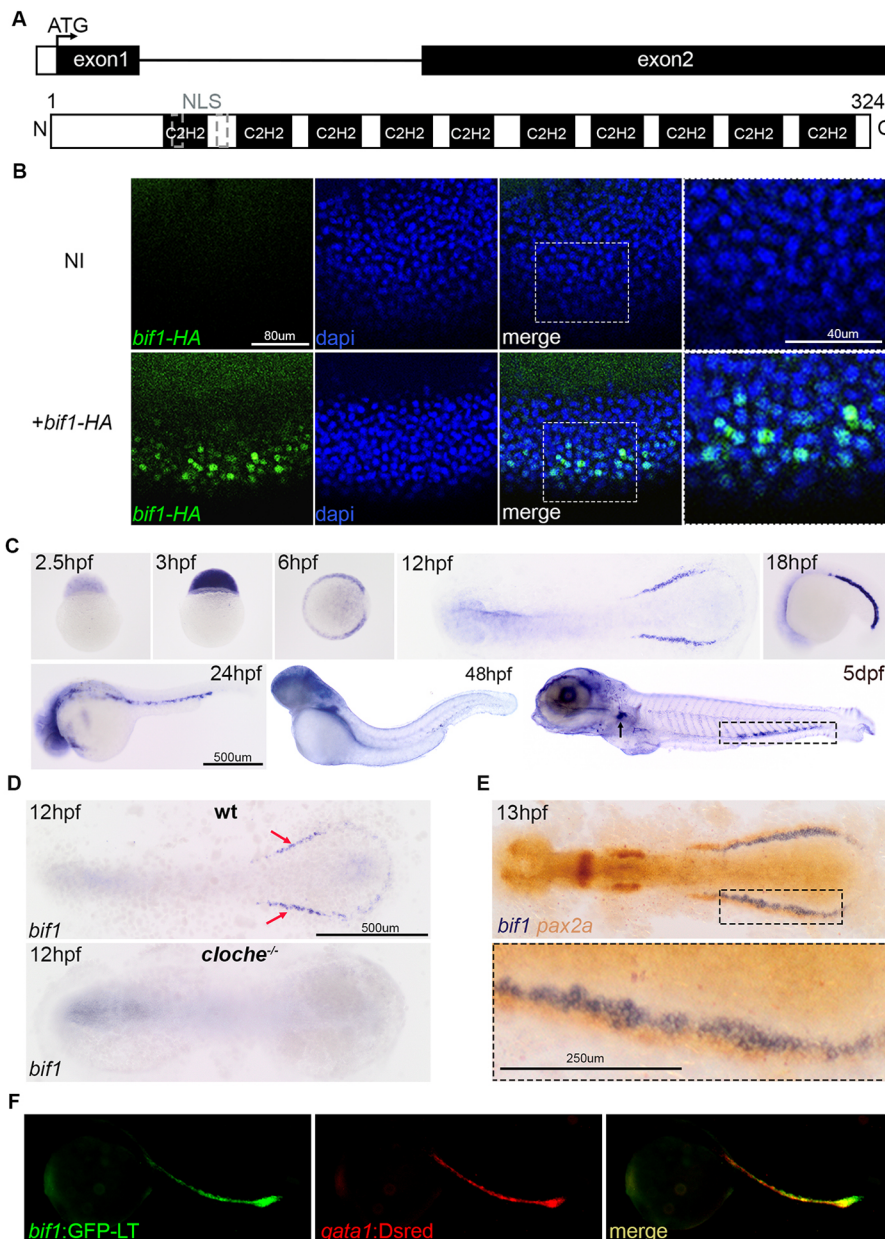 A
ATG
exon1
exon2
1
NLS
324
N
C2H2
C2H2
C2H2
C2H2
C2H2
C2H2
C2H2
C2H2
C2H2
C
B
NI
bif1-HA
80um
dapi
merge
40um
+bif1-HA
bif1-HA
dapi
merge
C
2.5hpf
3hpf
6hpf
12hpf
18hpf
24hpf
500um
48hpf
5dpf
D
12hpf
wt
bif1
500um
12hpf
cloche-/-
bif1
E
13hpf
bif1 pax2a
250um
F
bif1:GFP-LT
gata1:Dsred
merge